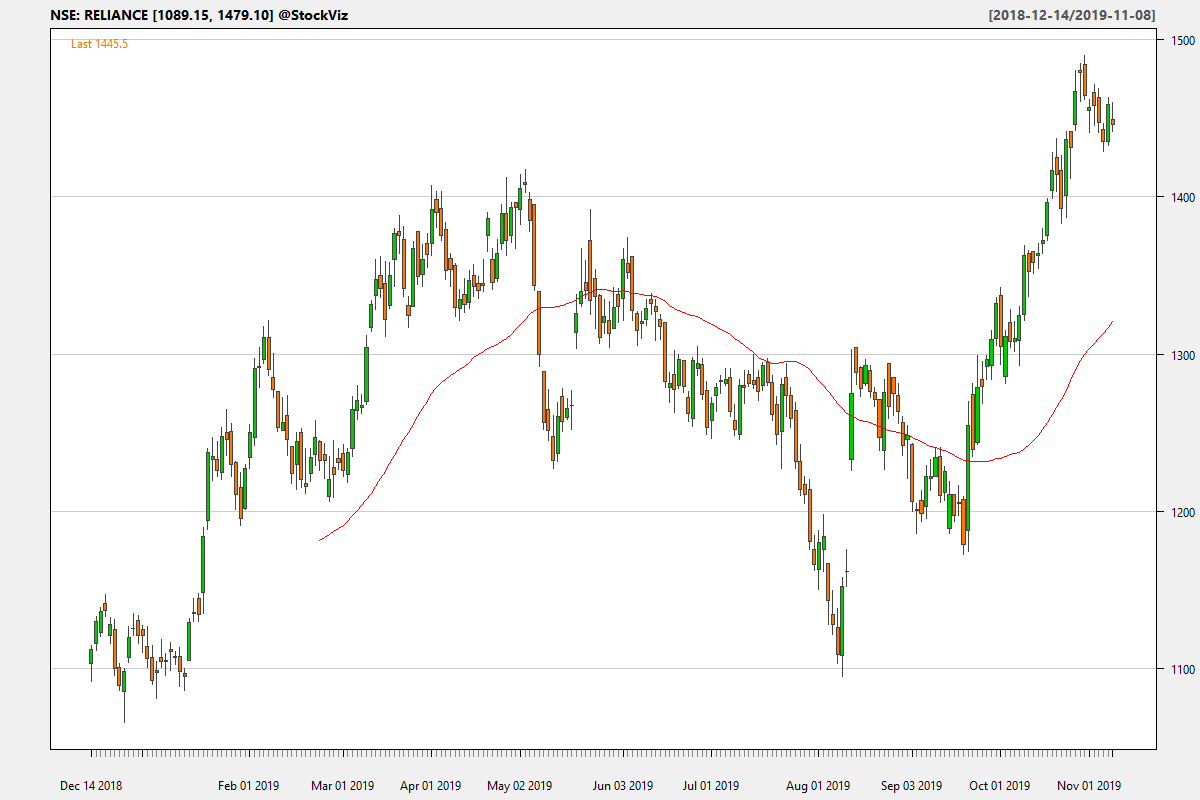 NSE: RELIANCE [1089.15, 1479.10] @StockViz
[2018-12-14/2019-11-08]
Last 1445.5
1500
1400
1300
1200
1100
Dec 14 2018 Feb 01 2019 Mar 01 2019 Apr 01 2019 May 02 2019 Jun 03 2019 Jul 01 2019 Aug 01 2019 Sep 03 2019 Oct 01 2019 Nov 01 2019